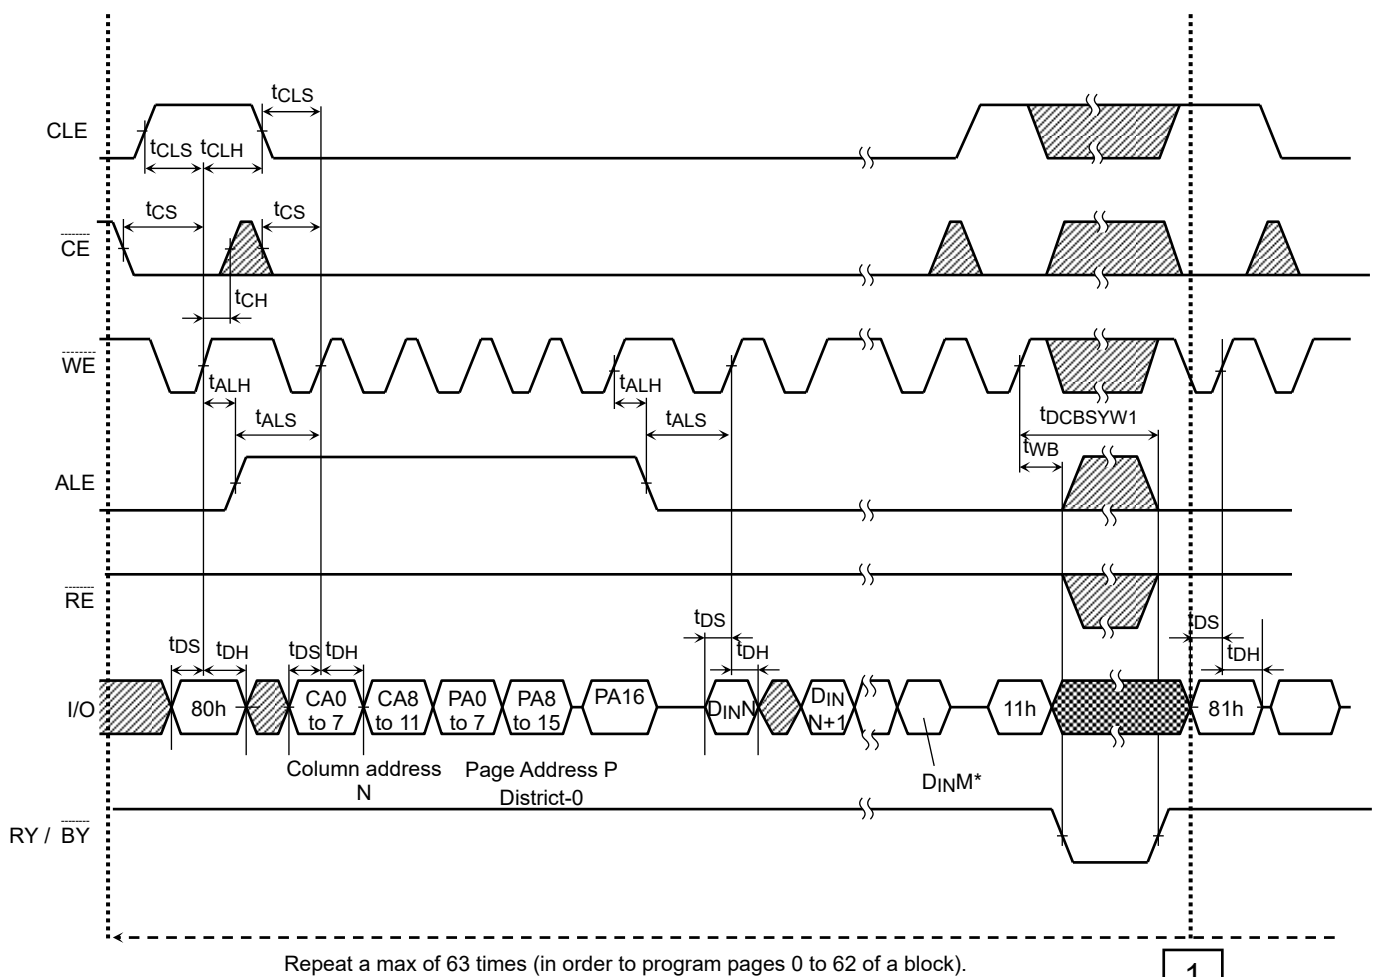 tCLS
CLE
tCLS tCLH
tCS tCS
CE
tCH
WE
tALH tALH
tALS tALS
tDCBSYW1
tWB
ALE
RE
tDS tDS
tDS tDH tDS tDH tDH tDH
I/O
80h
CA0 to 7
CA8 to 11
PA0 to 7
PA8 to 15
PA16
DINN
DIN N+1
11h
81h
Column address N
Page Address P District-0
DINM*
RY / BY
Repeat a max of 63 times (in order to program pages 0 to 62 of a block).
1